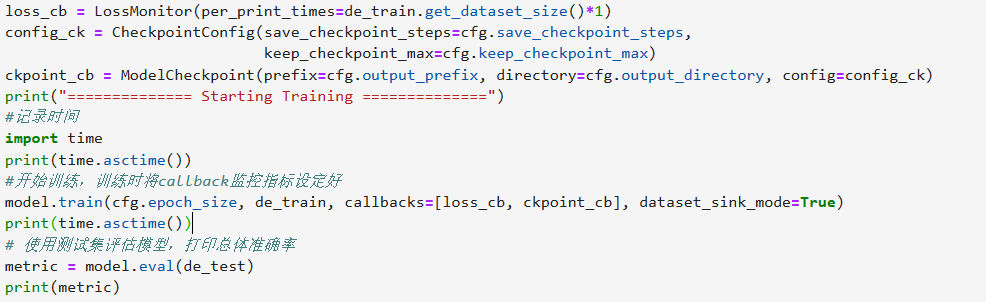 loss_cb = LossMonitor(per_print_times=de_train.get_dataset_size()*1)
config_ck = CheckpointConfig(save_checkpoint_steps=cfg.save_checkpoint_steps,
                             keep_checkpoint_max=cfg.keep_checkpoint_max)
ckpoint_cb = ModelCheckpoint(prefix=cfg.output_prefix, directory=cfg.output_directory, config=config_ck)
print("============== Starting Training ==============")
#记录时间
import time
print(time.asctime())
#开始训练，训练时将callback监控指标设定好
model.train(cfg.epoch_size, de_train, callbacks=[loss_cb, ckpoint_cb], dataset_sink_mode=True)
print(time.asctime())
# 使用测试集评估模型，打印总体准确率
metric = model.eval(de_test)
print(metric)